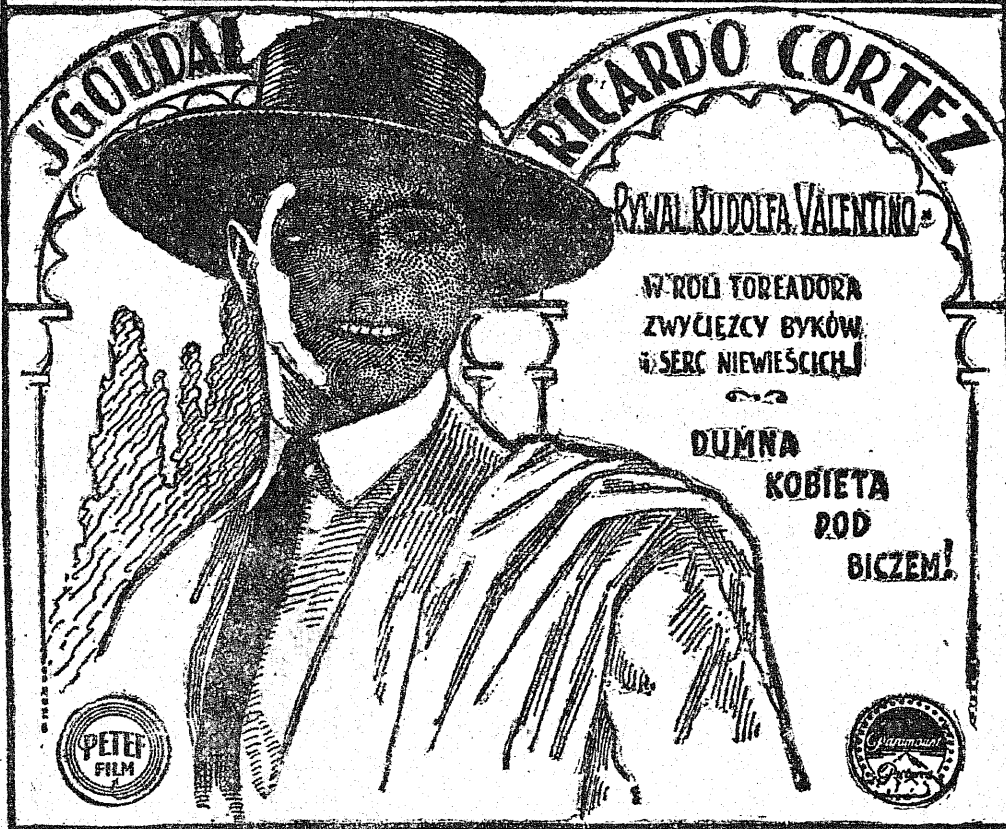 J GOUDAL
RICARDO CORTEZ
RYWAL RUDOLFA VALENTINO
W ROLI TOREADORA
ZWYCIĘZCY BYKÓW
I SERC NIEWIEŚCICH!
DUMNA
KOBIETA
POD
BICZEM!
PETEF
FILM
Paramount
Pictures